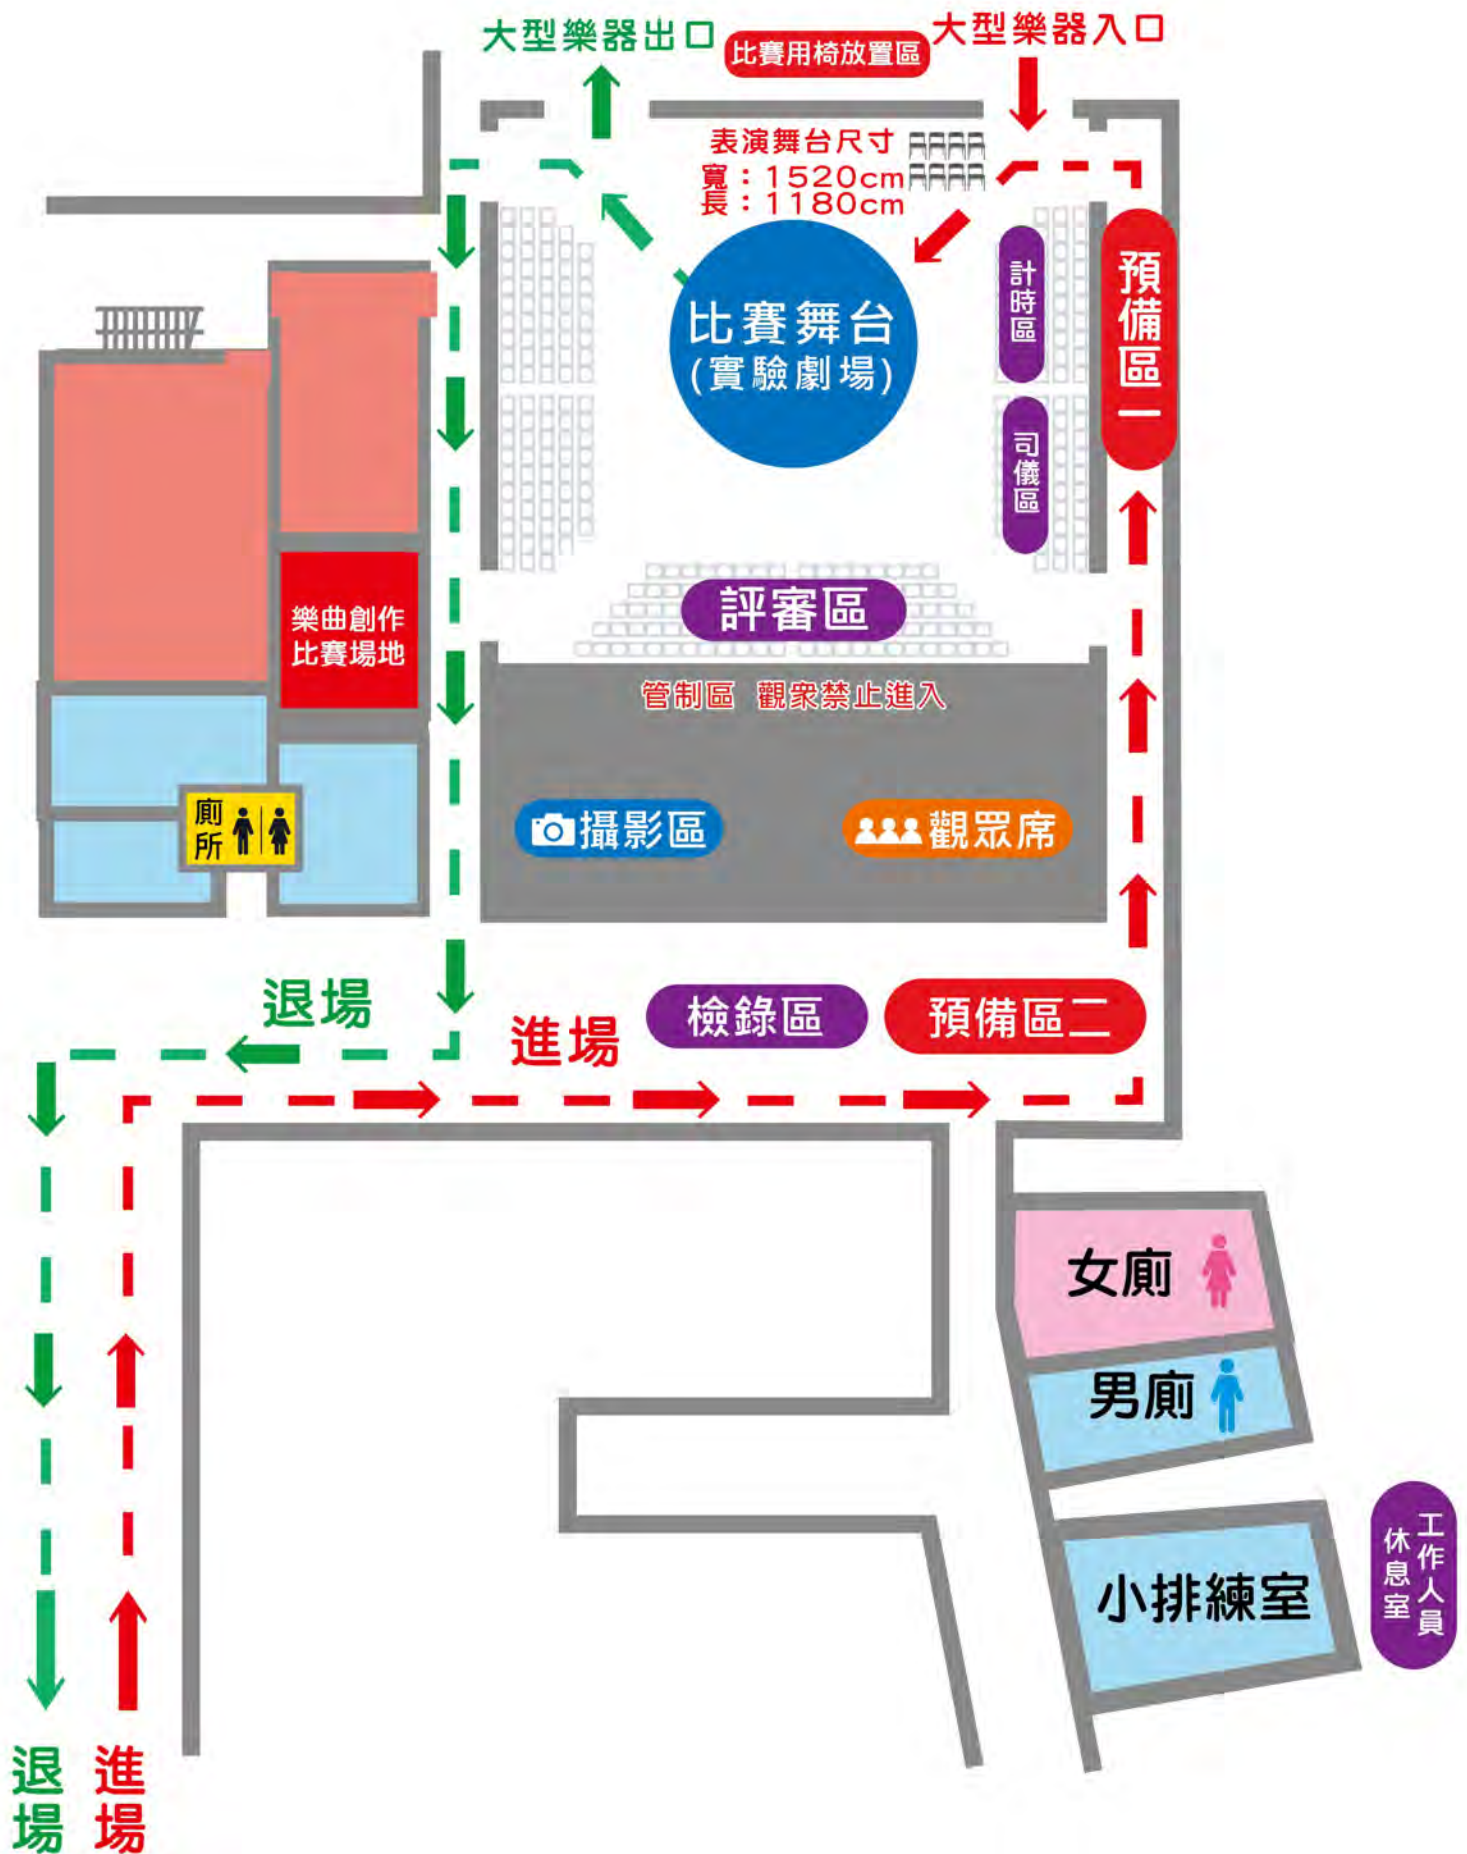 大型樂器出口
比賽用椅放置區
大型樂器入口
表演舞台尺寸
寬：1520cm
長：1180cm
比賽舞台
(實驗劇場)
計時區
預備區一
司儀區
評審區
樂曲創作
比賽場地
管制區 觀衆禁止進入
廁所
攝影區
觀眾席
退場
進場
檢錄區
預備區二
女廁
男廁
小排練室
工作人員
休息室
退場
進場